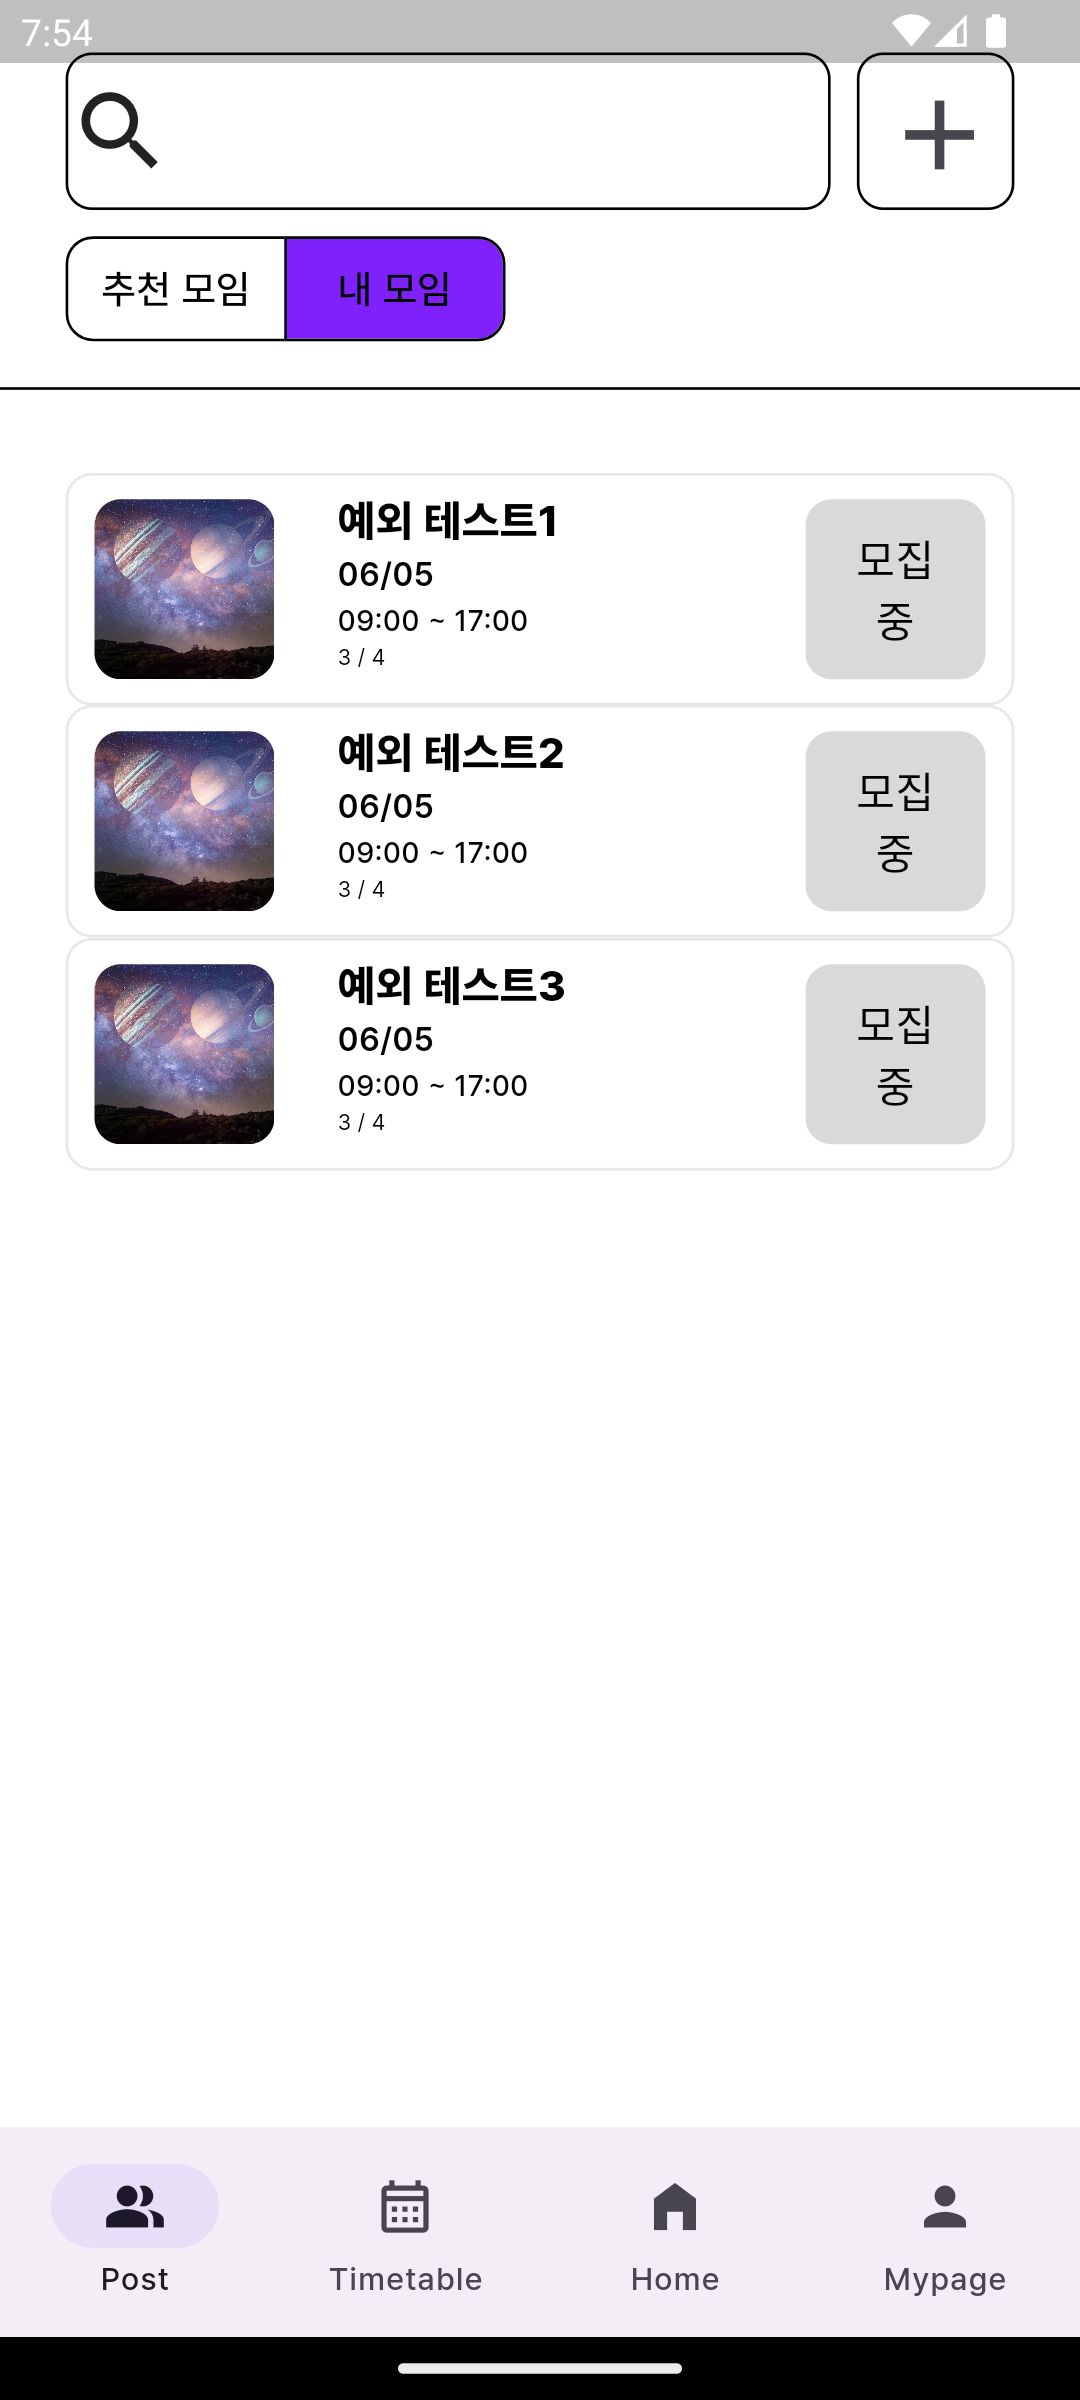 7:54
추천 모임
내 모임
예외 테스트1
06/05
09:00 ~ 17:00
3 / 4
모집
중
예외 테스트2
06/05
09:00 ~ 17:00
3 / 4
모집
중
예외 테스트3
06/05
09:00 ~ 17:00
3 / 4
모집
중
Post
Timetable
Home
Mypage